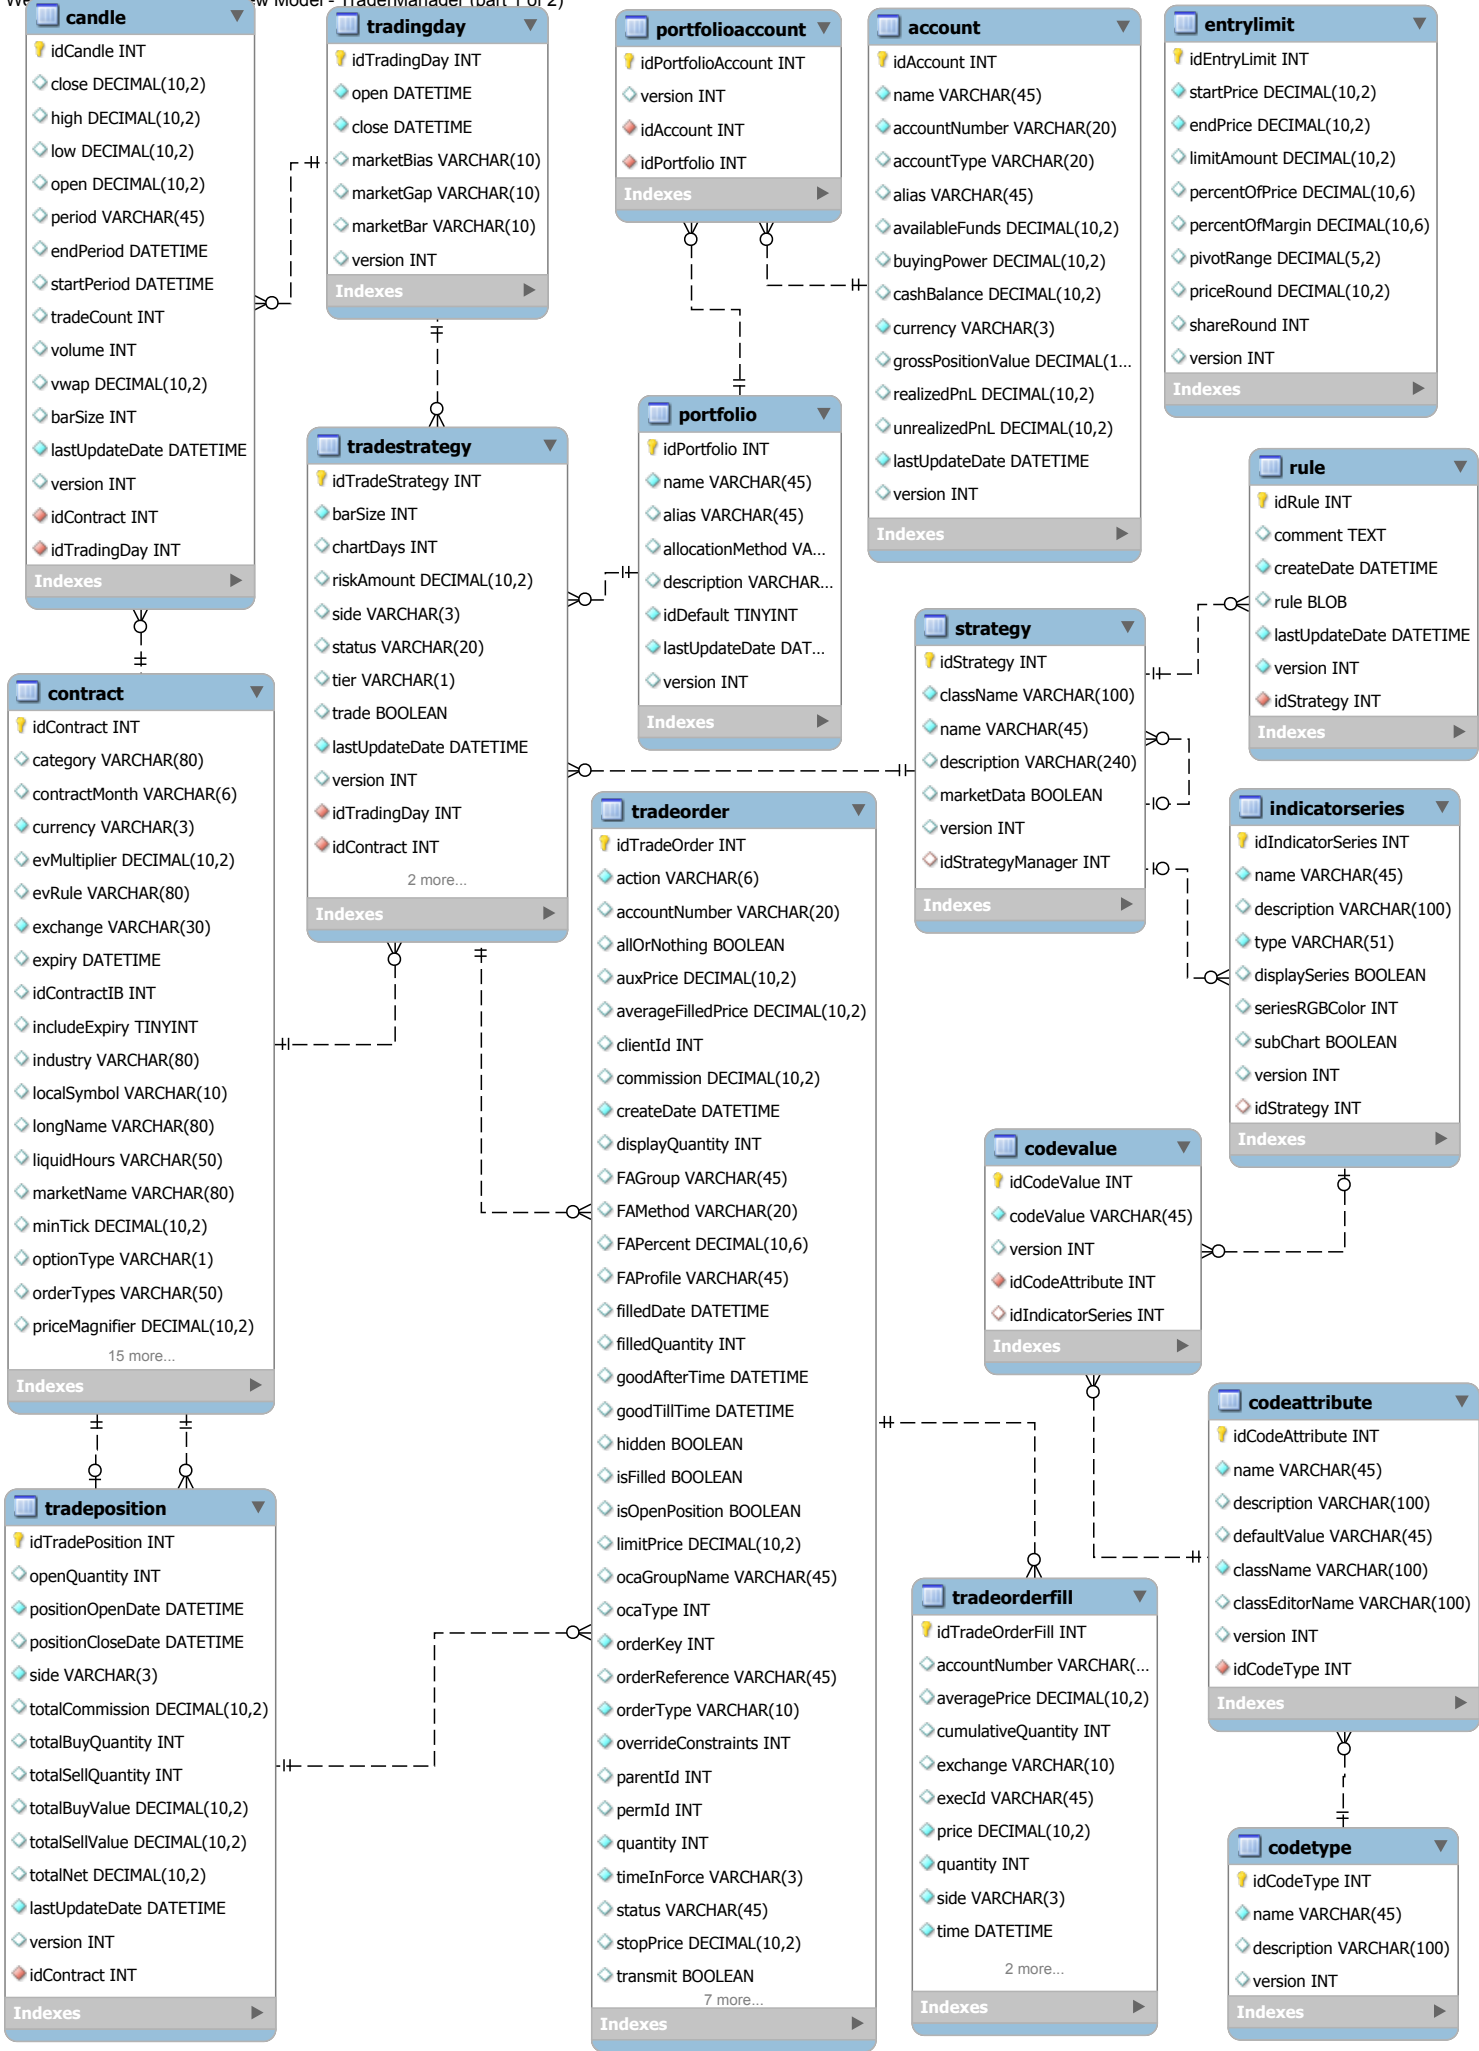 candle
idCandle INT
close DECIMAL(10,2)
high DECIMAL(10,2)
low DECIMAL(10,2)
open DECIMAL(10,2)
period VARCHAR(45)
endPeriod DATETIME
startPeriod DATETIME
tradeCount INT
volume INT
vwap DECIMAL(10,2)
barSize INT
lastUpdateDate DATETIME
version INT
idContract INT
idTradingDay INT
Indexes
tradingday
idTradingDay INT
open DATETIME
close DATETIME
marketBias VARCHAR(10)
marketGap VARCHAR(10)
marketBar VARCHAR(10)
version INT
Indexes
portfolioaccount
idPortfolioAccount INT
version INT
idAccount INT
idPortfolio INT
Indexes
account
idAccount INT
name VARCHAR(45)
accountNumber VARCHAR(20)
accountType VARCHAR(20)
alias VARCHAR(45)
availableFunds DECIMAL(10,2)
buyingPower DECIMAL(10,2)
cashBalance DECIMAL(10,2)
currency VARCHAR(3)
grossPositionValue DECIMAL(1...
realizedPnL DECIMAL(10,2)
unrealizedPnL DECIMAL(10,2)
lastUpdateDate DATETIME
version INT
Indexes
entrylimit
idEntryLimit INT
startPrice DECIMAL(10,2)
endPrice DECIMAL(10,2)
limitAmount DECIMAL(10,2)
percentOfPrice DECIMAL(10,6)
percentOfMargin DECIMAL(10,6)
pivotRange DECIMAL(5,2)
priceRound DECIMAL(10,2)
shareRound INT
version INT
Indexes
tradestrategy
idTradeStrategy INT
barSize INT
chartDays INT
riskAmount DECIMAL(10,2)
side VARCHAR(3)
status VARCHAR(20)
tier VARCHAR(1)
trade BOOLEAN
lastUpdateDate DATETIME
version INT
idTradingDay INT
idContract INT
2 more...
Indexes
portfolio
idPortfolio INT
name VARCHAR(45)
alias VARCHAR(45)
allocationMethod VA...
description VARCHAR...
idDefault TINYINT
lastUpdateDate DAT...
version INT
Indexes
rule
idRule INT
comment TEXT
createDate DATETIME
rule BLOB
lastUpdateDate DATETIME
version INT
idStrategy INT
Indexes
strategy
idStrategy INT
className VARCHAR(100)
name VARCHAR(45)
description VARCHAR(240)
marketData BOOLEAN
version INT
idStrategyManager INT
Indexes
contract
idContract INT
category VARCHAR(80)
contractMonth VARCHAR(6)
currency VARCHAR(3)
evMultiplier DECIMAL(10,2)
evRule VARCHAR(80)
exchange VARCHAR(30)
expiry DATETIME
idContractIB INT
includeExpiry TINYINT
industry VARCHAR(80)
localSymbol VARCHAR(10)
longName VARCHAR(80)
liquidHours VARCHAR(50)
marketName VARCHAR(80)
minTick DECIMAL(10,2)
optionType VARCHAR(1)
orderTypes VARCHAR(50)
priceMagnifier DECIMAL(10,2)
15 more...
Indexes
tradeorder
idTradeOrder INT
action VARCHAR(6)
accountNumber VARCHAR(20)
allOrNothing BOOLEAN
auxPrice DECIMAL(10,2)
averageFilledPrice DECIMAL(10,2)
clientId INT
commission DECIMAL(10,2)
createDate DATETIME
displayQuantity INT
FAGroup VARCHAR(45)
FAMethod VARCHAR(20)
FAPercent DECIMAL(10,6)
FAProfile VARCHAR(45)
filledDate DATETIME
filledQuantity INT
goodAfterTime DATETIME
goodTillTime DATETIME
hidden BOOLEAN
isFilled BOOLEAN
isOpenPosition BOOLEAN
limitPrice DECIMAL(10,2)
ocaGroupName VARCHAR(45)
ocaType INT
orderKey INT
orderReference VARCHAR(45)
orderType VARCHAR(10)
overrideConstraints INT
parentId INT
permId INT
quantity INT
timeInForce VARCHAR(3)
status VARCHAR(45)
stopPrice DECIMAL(10,2)
transmit BOOLEAN
7 more...
Indexes
indicatorseries
idIndicatorSeries INT
name VARCHAR(45)
description VARCHAR(100)
type VARCHAR(51)
displaySeries BOOLEAN
seriesRGBColor INT
subChart BOOLEAN
version INT
idStrategy INT
Indexes
codevalue
idCodeValue INT
codeValue VARCHAR(45)
version INT
idCodeAttribute INT
idIndicatorSeries INT
Indexes
codeattribute
idCodeAttribute INT
name VARCHAR(45)
description VARCHAR(100)
defaultValue VARCHAR(45)
className VARCHAR(100)
classEditorName VARCHAR(100)
version INT
idCodeType INT
Indexes
tradeposition
idTradePosition INT
openQuantity INT
positionOpenDate DATETIME
positionCloseDate DATETIME
side VARCHAR(3)
totalCommission DECIMAL(10,2)
totalBuyQuantity INT
totalSellQuantity INT
totalBuyValue DECIMAL(10,2)
totalSellValue DECIMAL(10,2)
totalNet DECIMAL(10,2)
lastUpdateDate DATETIME
version INT
idContract INT
Indexes
tradeorderfill
idTradeOrderFill INT
accountNumber VARCHAR(...
averagePrice DECIMAL(10,2)
cumulativeQuantity INT
exchange VARCHAR(10)
execId VARCHAR(45)
price DECIMAL(10,2)
quantity INT
side VARCHAR(3)
time DATETIME
2 more...
Indexes
codetype
idCodeType INT
name VARCHAR(45)
description VARCHAR(100)
version INT
Indexes